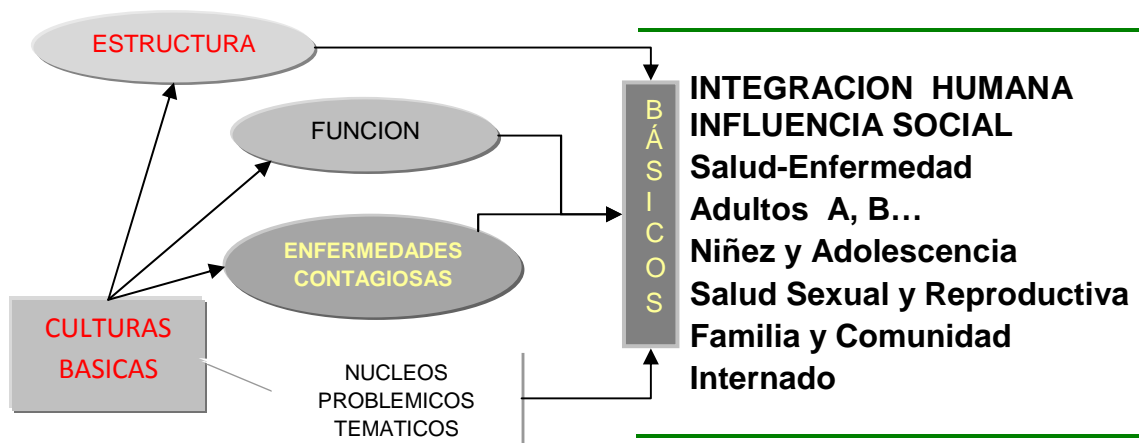 ESTRUCTURA
FUNCION
ENFERMEDADES
CONTAGIOSAS
CULTURAS
BASICAS
NUCLEOS
PROBLEMICOS
TEMATICOS
BÁSICOS
INTEGRACION HUMANA
INFLUENCIA SOCIAL
Salud-Enfermedad
Adultos A, B...
Niñez y Adolescencia
Salud Sexual y Reproductiva
Familia y Comunidad
Internado